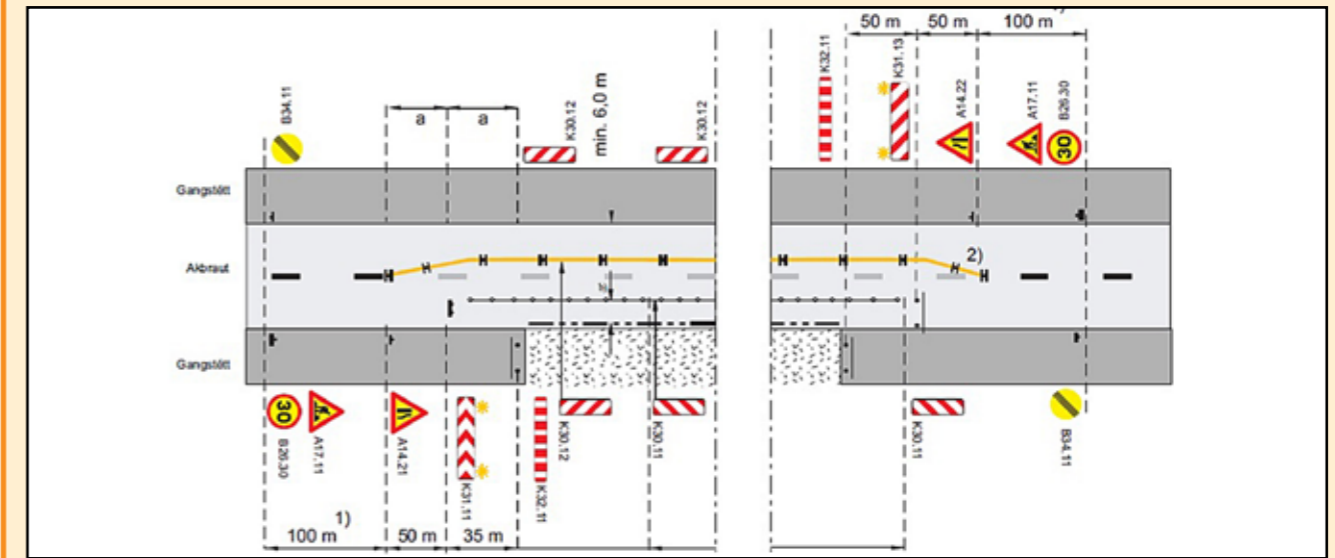 50 m 50 m 100 m
B34.11
a a
K30.12
min. 6,0 m
K30.12
K32.11
K31.13
A14.22
A17.11
B26.30
30
Gangstétt
Akbraut
2)
Gangstétt
30
B26.30
A17.11
A14.21
K31.11
K32.11
K30.12
K30.11
K30.11
B34.11
1)
100 m 50 m 35 m